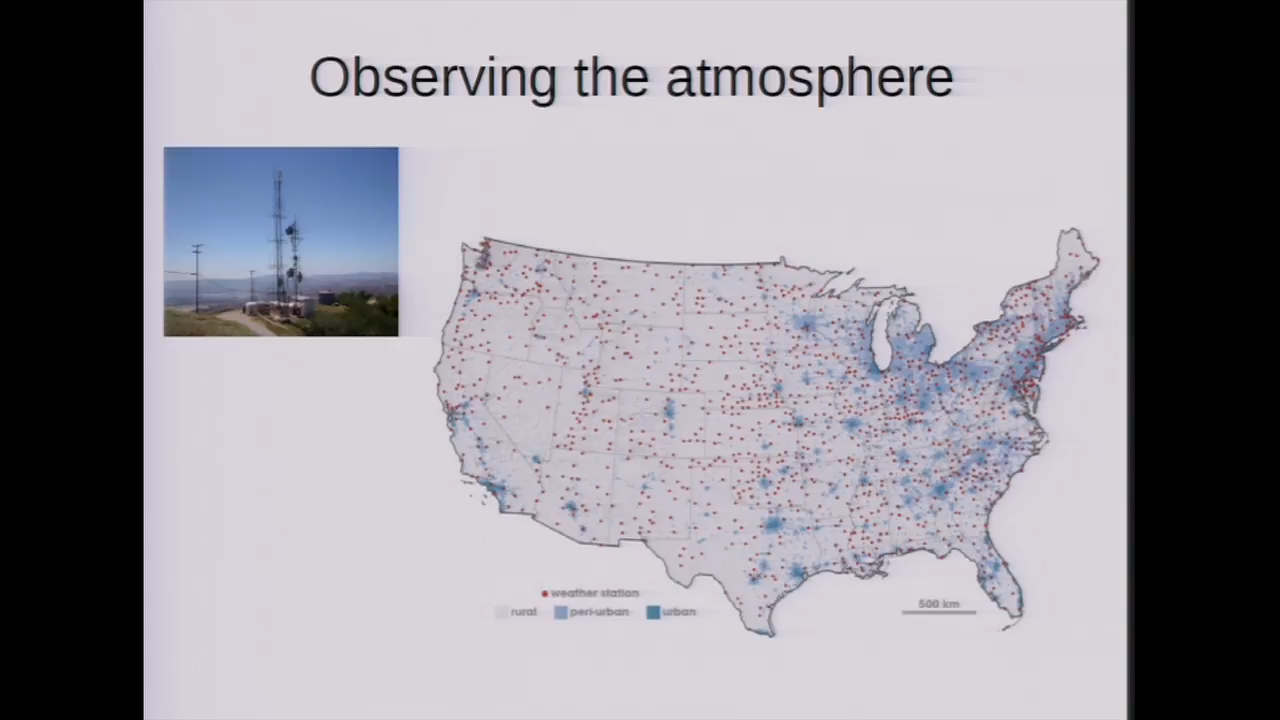 Observing the atmosphere
weather station
rural peri-urban urban
500 km